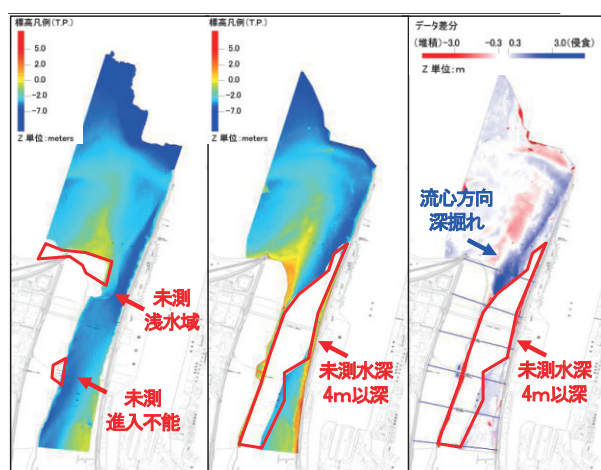 標高凡例(T.P.)
5.0
2.0
-2.0
-7.0
Z 単位:meters
未測
浅水域
未測
進入不能
標高凡例(T.P.)
5.0
2.0
-2.0
-7.0
Z 単位:meters
未測水深
4m以深
データ差分
(堆積)-3.0 -0.3 0.3 3.0(侵食)
Z 単位:m
流心方向
深掘れ
未測水深
4m以深